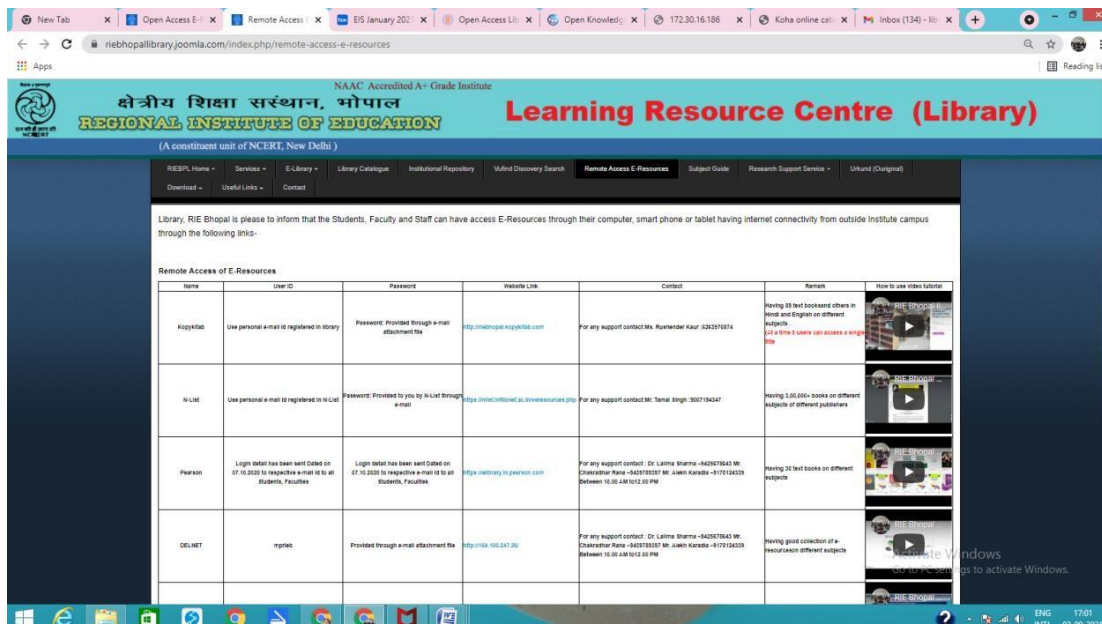 New Tab
Open Access E-R
Remote Access
EIS January 2021
Open Access Lib
Open Knowledg
172.30.16.186
Koha online cat
Inbox (134) - lib
riebhopallibrary.joomla.com/index.php/remote-access-e-resources
Apps
Reading lis
NAAC Accredited A+ Grade Institute
क्षेत्रीय शिक्षा संस्थान, भोपाल
REGIONAL INSTITUTE OF EDUCATION
Learning Resource Centre (Library)
NCERT
(A constituent unit of NCERT, New Delhi )
RIEBPL Home Services E-Library Library Catalogue Institutional Repository Vufind Discovery Search Remote Access E-Resources Subject Guide Research Support Service Urkund (Ouriginal)
Download Useful Links Contact
Library, RIE Bhopal is please to inform that the Students, Faculty and Staff can have access E-Resources through their computer, smart phone or tablet having internet connectivity from outside Institute campus
through the following links-
Remote Access of E-Resources
Name User ID Password Website Link Contact Remark How to use video tutorial
Kopykitab
Use personal e-mail id registered in library
Password: Provided through e-mail
attachment file
http://riebhopal.kopykitab.com
For any support contact:Ms. Rushender Kaur
Having 85 text booksand others in
Hindi and English on different
subjects .
(At a time 5 users can access a single
title
RIE Bhopal li...
N-List
Use personal e-mail id registered in N-List
Password: Provided to you by N-List through
e-mail
For any support contact:Mr. Tamal Singh
Having 3,00,000+ books on different
subjects of different publishers
RIE Bhopal ...
Pearson
Login detail has been sent Dated on
07.10.2020 to respective e-mail id to all
Students, Faculties
Login detail has been sent Dated on
07.10.2020 to respective e-mail id to all
Students, Faculties
https://elibrary.in.pearson.com
For any support contact : Dr. Lalima Sharma Mr.
Chakradhar Rana Mr. Alekh Karadia
Between 10.00 AM to12.00 PM
Having 30 text books on different
subjects
RIE Bhopal ...
DELNET
mprieb
Provided through e-mail attachment file
For any support contact : Dr. Lalima Sharma Mr.
Chakradhar Rana Mr. Alekh Karadia
Between 10.00 AM to12.00 PM
Having good collection of e-
resourceson different subjects
RIE Bhopal ...
RIE Bhopal ...
Activate Windows
Go to PC settings to activate Windows.
ENG
INTL
17:01